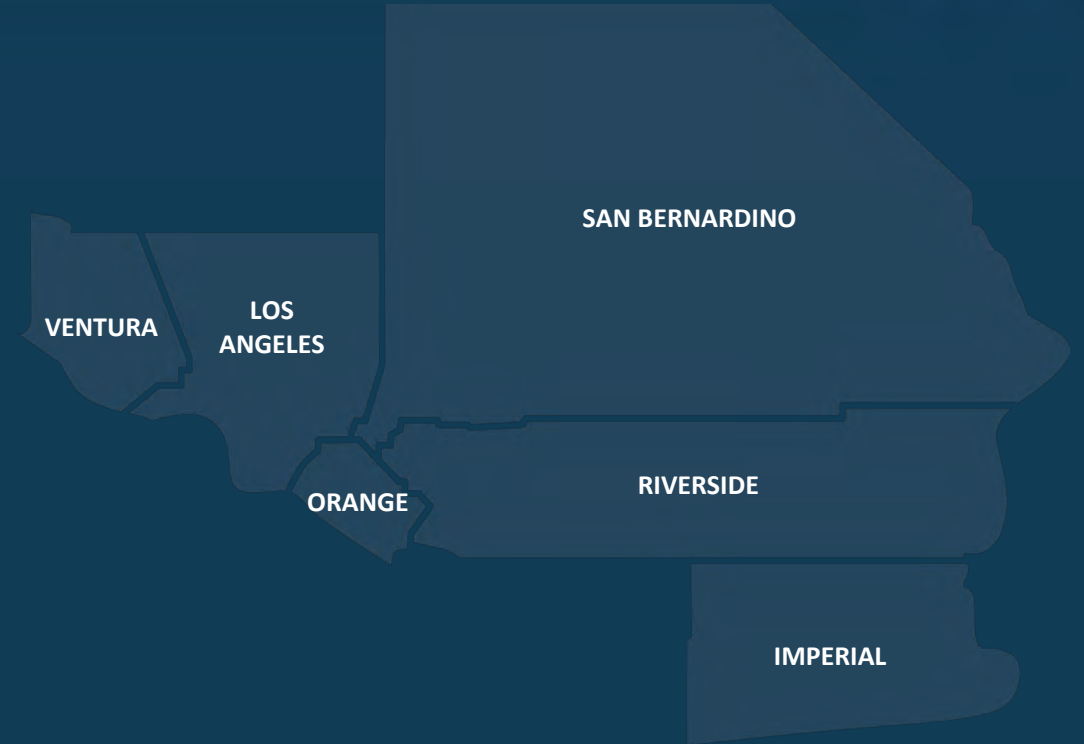 SAN BERNARDINO
LOS
ANGELES
VENTURA
RIVERSIDE
ORANGE
IMPERIAL